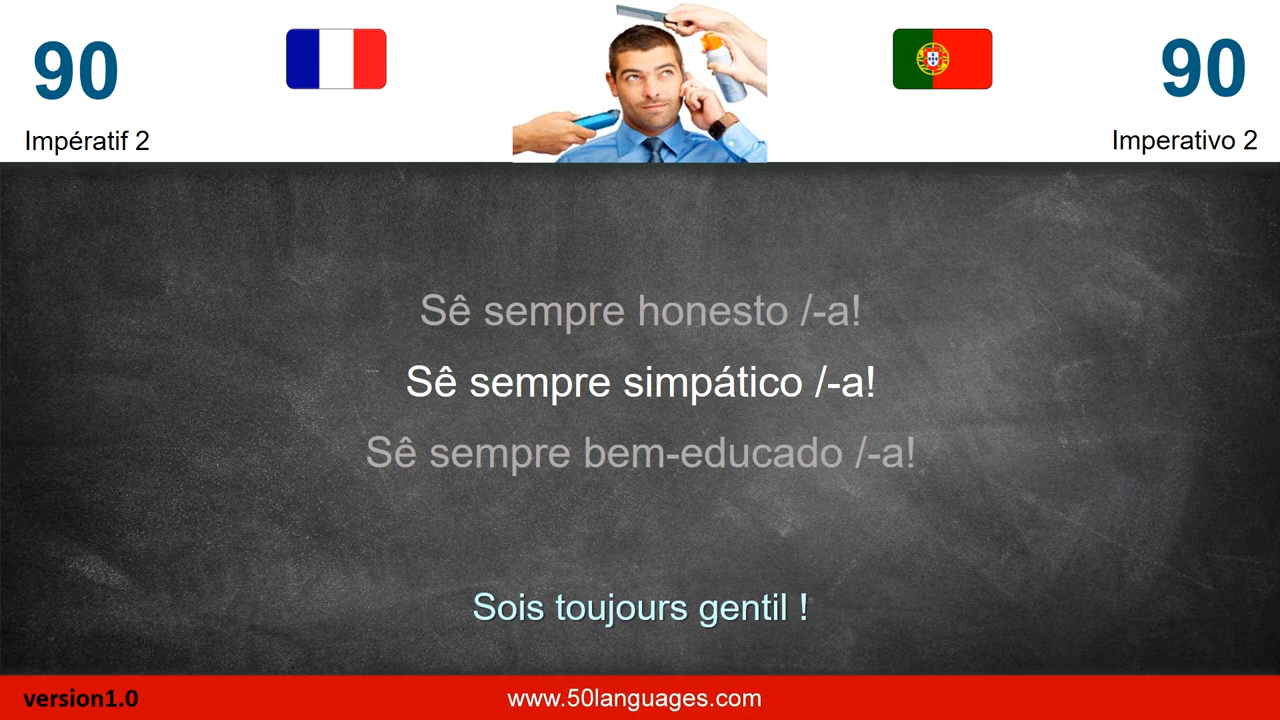 90
90
Impératif 2
Imperativo 2
Sê sempre honesto /-a!
Sê sempre simpático /-a!
Sê sempre bem-educado /-a!
Sois toujours gentil !
version1.0
www.50languages.com